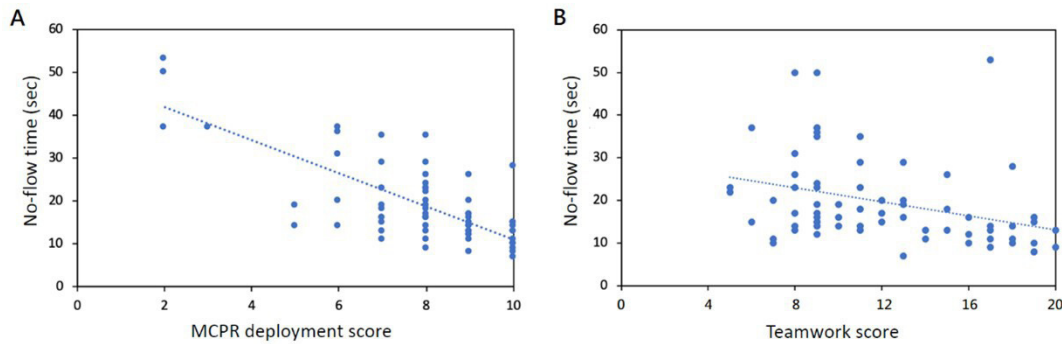 A
No-flow time (sec)
60
50
40
30
20
10
0
0 2 4 6 8 10
MCPR deployment score
B
No-flow time (sec)
60
50
40
30
20
10
0
0 4 8 12 16 20
Teamwork score